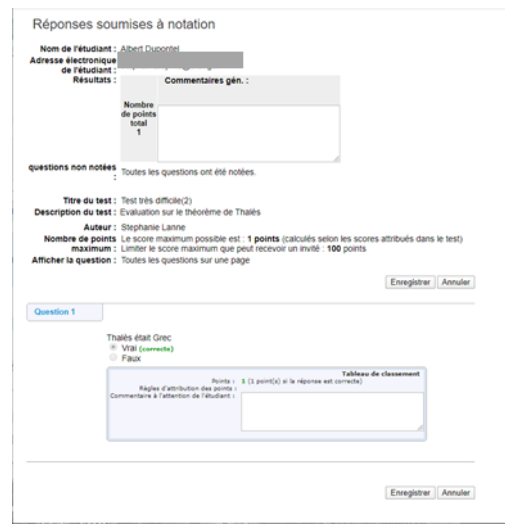 Réponses soumises à notation
Nom de l'étudiant : Albert Dupontel
Adresse électronique
de l'étudiant :
Résultats :
Commentaires gén. :
Nombre
de points
total
1
questions non notées
: Toutes les questions ont été notées.
Titre du test : Test très difficile(2)
Description du test : Evaluation sur le théorème de Thalès
Auteur : Stephanie Lanne
Nombre de points Le score maximum possible est : 1 points (calculés selon les scores attribués dans le test)
maximum : Limiter le score maximum que peut recevoir un invité : 100 points
Afficher la question : Toutes les questions sur une page
Enregistrer Annuler
Question 1
Thalès était Grec
Vrai (correcte)
Faux
Tableau de classement
Points : 1 (1 point(s) si la réponse est correcte)
Règles d'attribution des points :
Commentaire à l'attention de l'étudiant :
Enregistrer Annuler